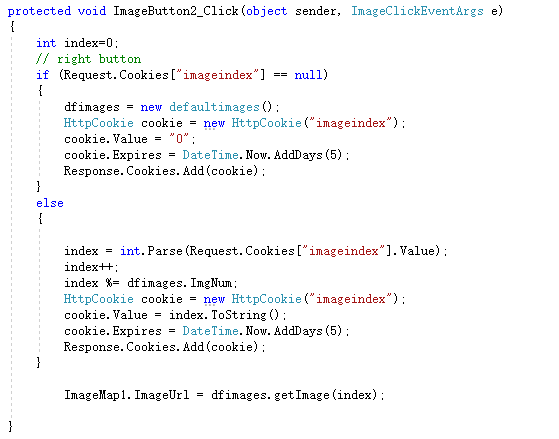 protected void ImageButton2_Click(object sender, ImageClickEventArgs e)
{
    int index=0;
    // right button
    if (Request.Cookies["imageindex"] == null)
    {
        dfimages = new defaultimages();
        HttpCookie cookie = new HttpCookie("imageindex");
        cookie.Value = "0";
        cookie.Expires = DateTime.Now.AddDays(5);
        Response.Cookies.Add(cookie);
    }
    else
    {
        index = int.Parse(Request.Cookies["imageindex"].Value);
        index++;
        index %= dfimages.ImgNum;
        HttpCookie cookie = new HttpCookie("imageindex");
        cookie.Value = index.ToString();
        cookie.Expires = DateTime.Now.AddDays(5);
        Response.Cookies.Add(cookie);
    }
        ImageMap1.ImageUrl = dfimages.getImage(index);
}